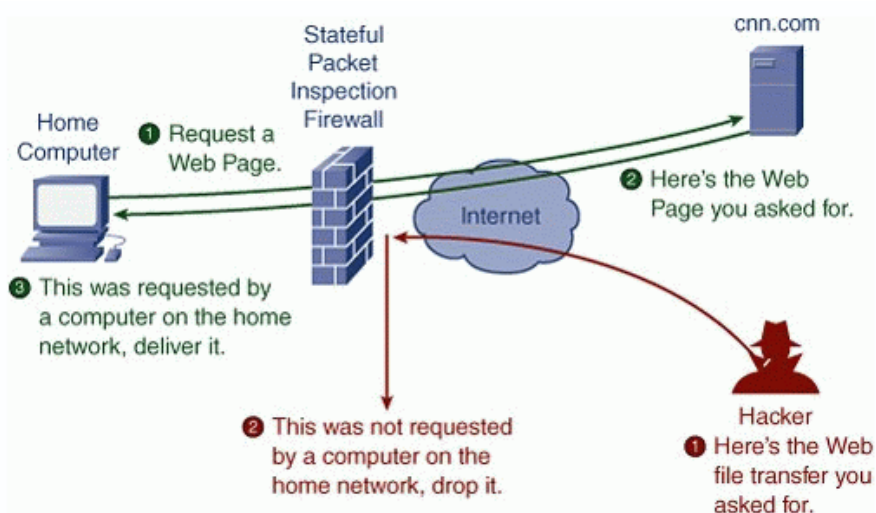 cnn.com
Stateful
Packet
Inspection
Firewall
Home
Computer
1 Request a
Web Page.
2 Here's the Web
Page you asked for.
Internet
3 This was requested by
a computer on the home
network, deliver it.
Hacker
1 Here's the Web
file transfer you
asked for.
2 This was not requested
by a computer on the
home network, drop it.